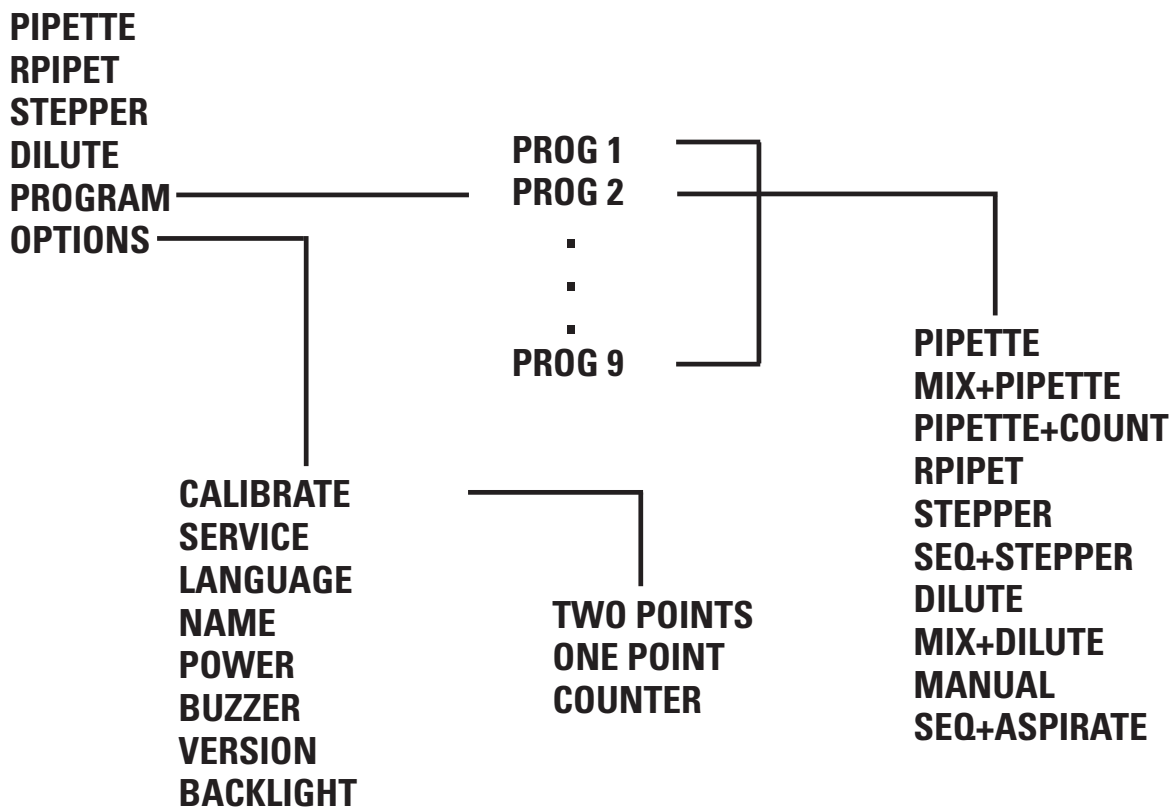 PIPETTE
RPIPET
STEPPER
DILUTE
PROGRAM
OPTIONS
PROG 1
PROG 2
.
.
.
PROG 9
PIPETTE
MIX+PIPETTE
PIPETTE+COUNT
RPIPET
STEPPER
SEQ+STEPPER
DILUTE
MIX+DILUTE
MANUAL
SEQ+ASPIRATE
CALIBRATE
SERVICE
LANGUAGE
NAME
POWER
BUZZER
VERSION
BACKLIGHT
TWO POINTS
ONE POINT
COUNTER